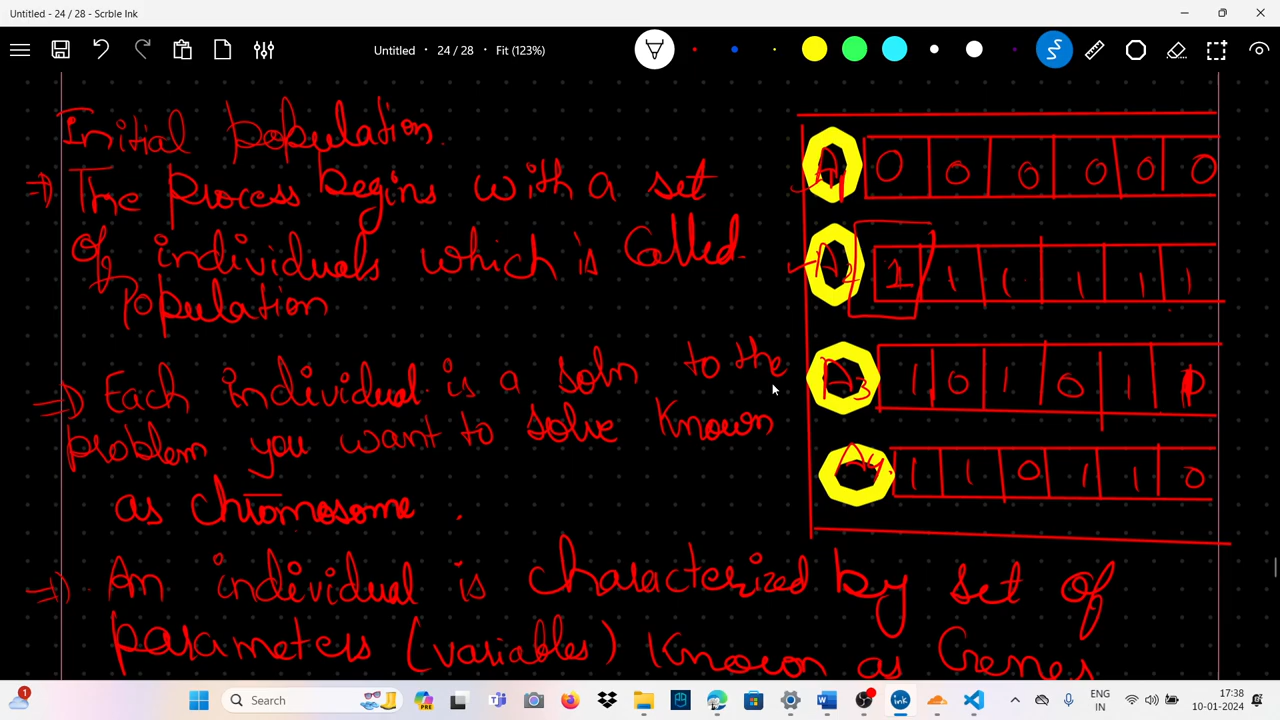 Untitled - 24 / 28 - Scrble Ink
Untitled • 24 / 28 • Fit (123%)
Initial population.
=) The process begins with a set
of individuals which is called
Population
=) Each individual is a soln to the
problem you want to solve known
as chromosome .
=) An individual is characterized by set of
parameters (variables) known as Genes
A1 0 0 0 0 0 0
A2 1 1 1 1 1 1
A3 1 0 1 0 1
A4 1 1 0 1 1 0
1
Search
PRE
ENG
IN
17:38
10-01-2024